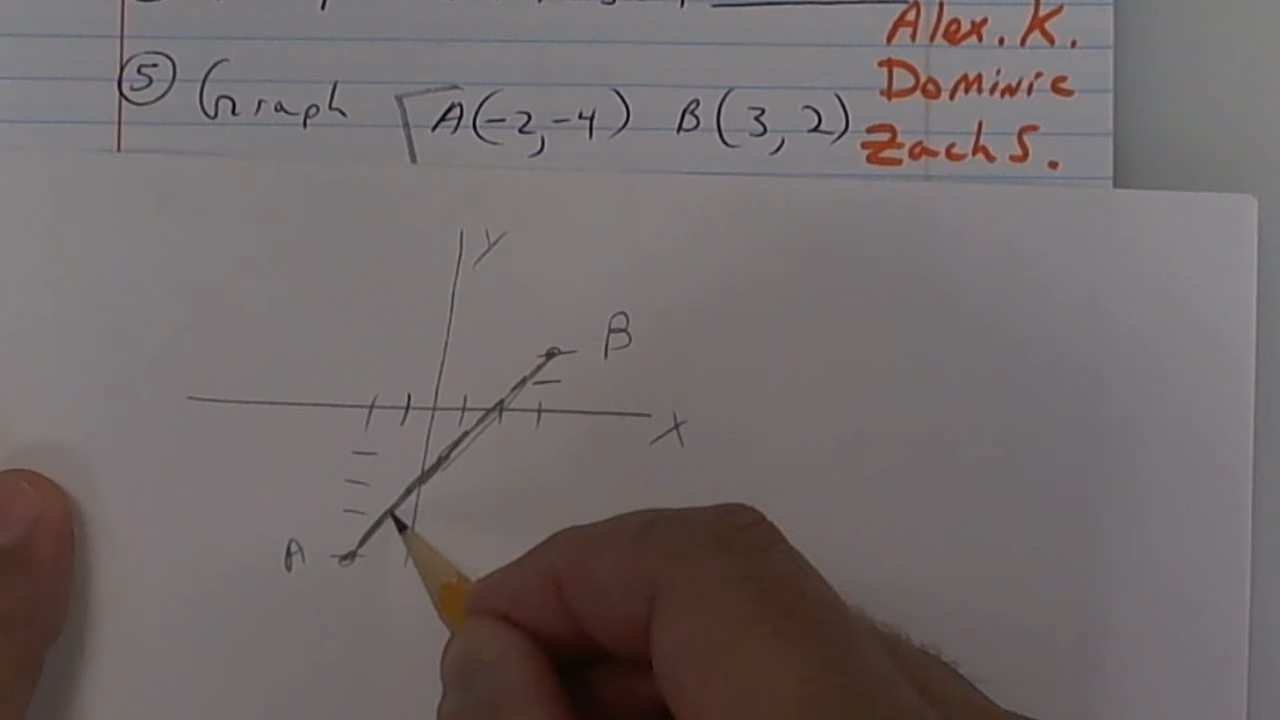 Alex. K.
Dominic
⑤ Graph A(-2,-4) B(3,2)
Zach S.
Y
B
X
A